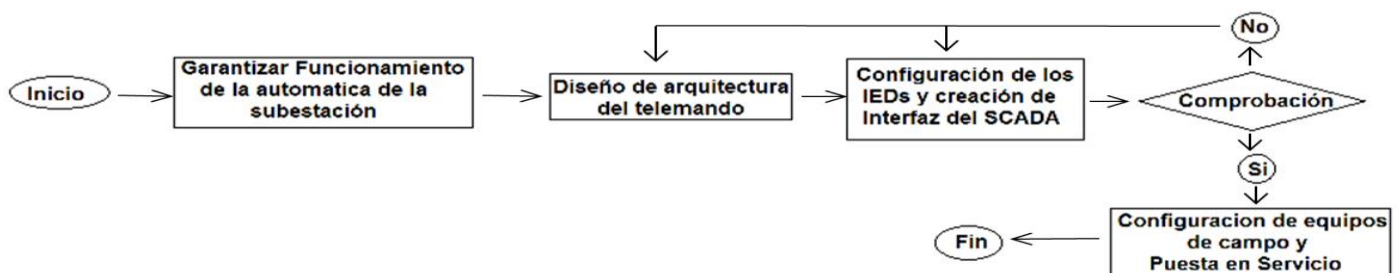 Inicio
Garantizar Funcionamiento
de la automatica de la
subestación
Diseño de arquitectura
del telemando
Configuración de los
IEDs y creación de
Interfaz del SCADA
Comprobación
No
Si
Configuracion de equipos
de campo y
Puesta en Servicio
Fin